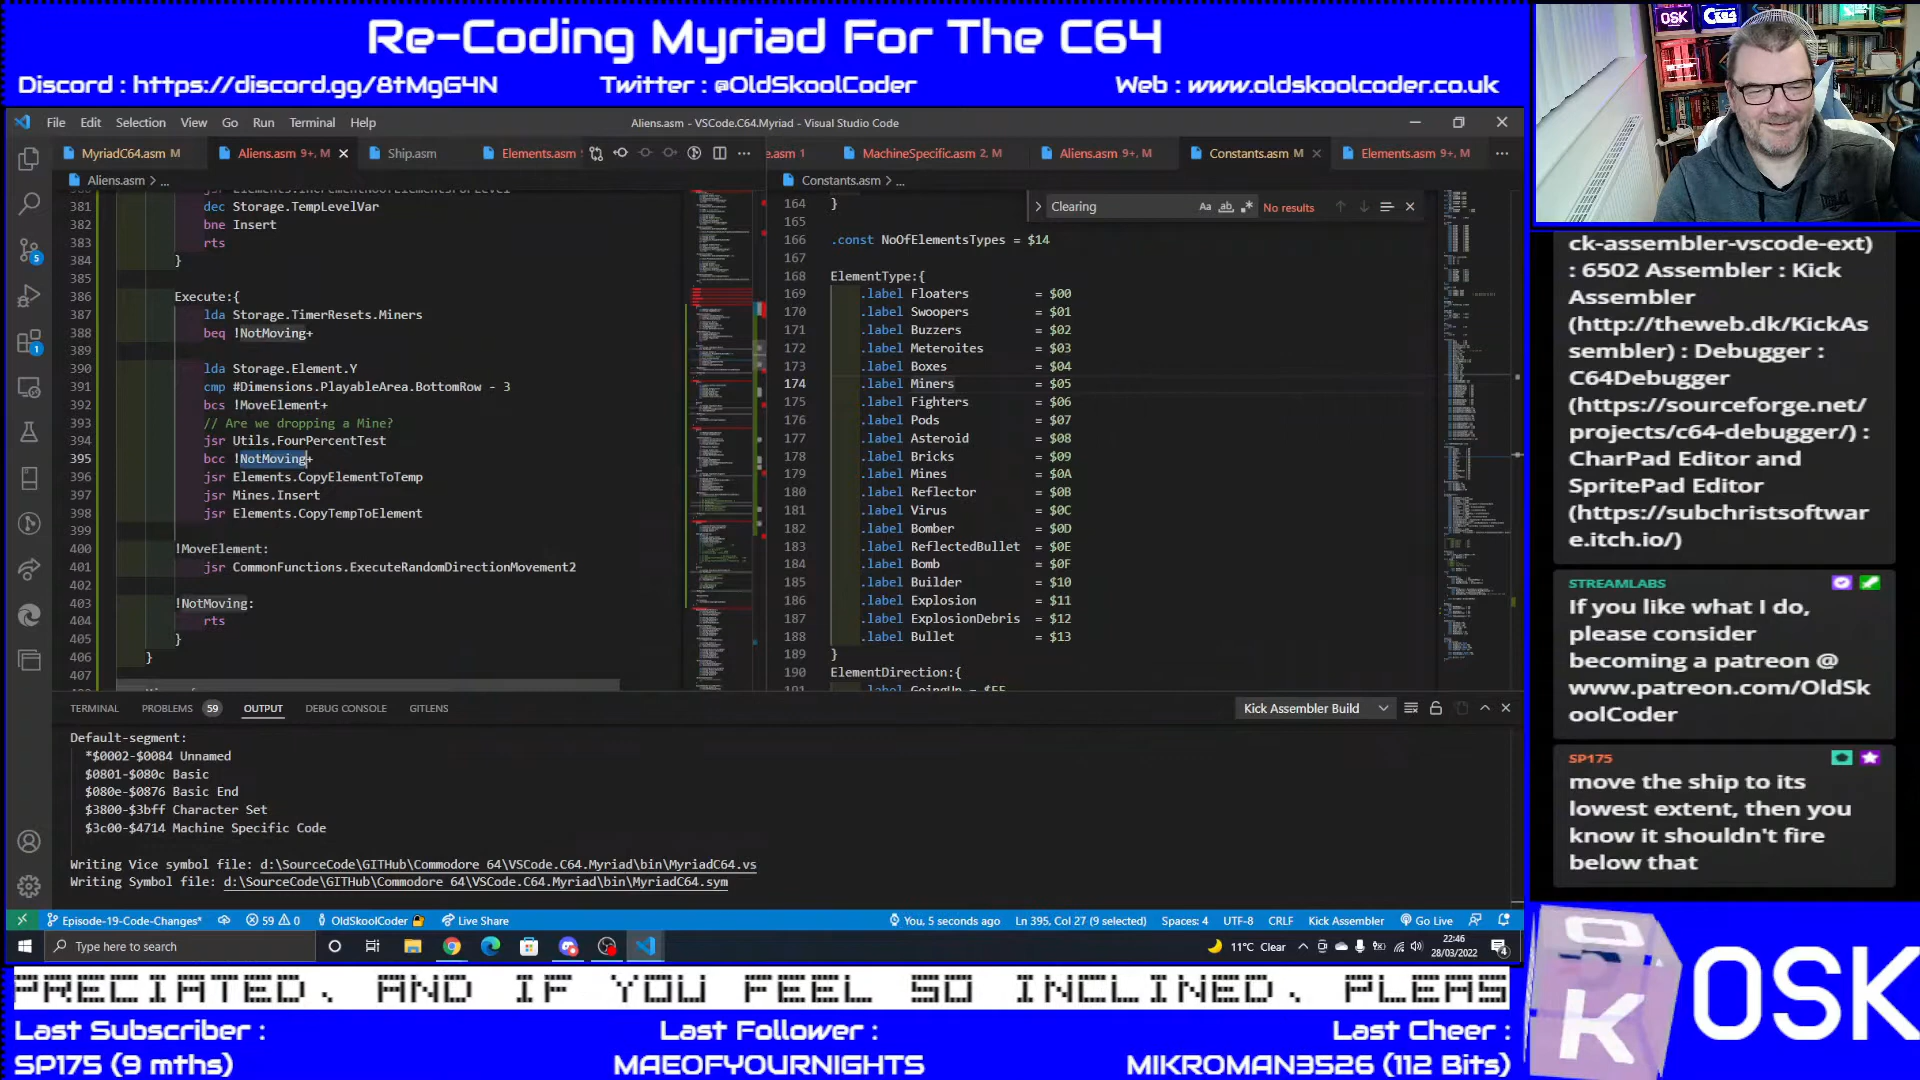 Re-Coding Myriad For The C64
Discord : https://discord.gg/8tMgG4N
Twitter : @OldSkoolCoder
Web : www.oldskoolcoder.co.uk
File Edit Selection View Go Run Terminal Help
Aliens.asm - VSCode.C64.Myriad - Visual Studio Code
MyriadC64.asm M
Aliens.asm 9+, M
Ship.asm
Elements.asm
e.asm 1
MachineSpecific.asm 2, M
Aliens.asm 9+, M
Constants.asm M
Elements.asm 9+, M
Aliens.asm > ...
Constants.asm > ...
Clearing
No results
381 dec Storage.TempLevelVar
382 bne Insert
383 rts
384 }
385
386 Execute:{
387 lda Storage.TimerResets.Miners
388 beq !NotMoving+
389
390 lda Storage.Element.Y
391 cmp #Dimensions.PlayableArea.BottomRow - 3
392 bcs !MoveElement+
393 // Are we dropping a Mine?
394 jsr Utils.FourPercentTest
395 bcc !NotMoving+
396 jsr Elements.CopyElementToTemp
397 jsr Mines.Insert
398 jsr Elements.CopyTempToElement
399
400 !MoveElement:
401 jsr CommonFunctions.ExecuteRandomDirectionMovement2
402
403 !NotMoving:
404 rts
405 }
406 }
407
164 }
165
166 .const NoOfElementsTypes = $14
167
168 ElementType:{
169 .label Floaters = $00
170 .label Swoopers = $01
171 .label Buzzers = $02
172 .label Meteroites = $03
173 .label Boxes = $04
174 .label Miners = $05
175 .label Fighters = $06
176 .label Pods = $07
177 .label Asteroid = $08
178 .label Bricks = $09
179 .label Mines = $0A
180 .label Reflector = $0B
181 .label Virus = $0C
182 .label Bomber = $0D
183 .label ReflectedBullet = $0E
184 .label Bomb = $0F
185 .label Builder = $10
186 .label Explosion = $11
187 .label ExplosionDebris = $12
188 .label Bullet = $13
189 }
190 ElementDirection:{
TERMINAL PROBLEMS 59 OUTPUT DEBUG CONSOLE GITLENS
Kick Assembler Build
Default-segment:
*$0002-$0084 Unnamed
$0801-$080c Basic
$080e-$0876 Basic End
$3800-$3bff Character Set
$3c00-$4714 Machine Specific Code
Writing Vice symbol file: d:\SourceCode\GITHub\Commodore 64\VSCode.C64.Myriad\bin\MyriadC64.vs
Writing Symbol file: d:\SourceCode\GITHub\Commodore 64\VSCode.C64.Myriad\bin\MyriadC64.sym
Episode-19-Code-Changes* 59 0 OldSkoolCoder Live Share
You, 5 seconds ago Ln 395, Col 27 (9 selected) Spaces: 4 UTF-8 CRLF Kick Assembler Go Live
Type here to search
11°C Clear
22:46
28/03/2022
ck-assembler-vscode-ext)
: 6502 Assembler : Kick
Assembler
(http://theweb.dk/KickAs
sembler) : Debugger :
C64Debugger
(https://sourceforge.net/
projects/c64-debugger/) :
CharPad Editor and
SpritePad Editor
(https://subchristsoftwar
e.itch.io/)
STREAMLABS
If you like what I do,
please consider
becoming a patreon @
www.patreon.com/OldSk
oolCoder
SP175
move the ship to its
lowest extent, then you
know it shouldn't fire
below that
PRECIATED. AND IF YOU FEEL SO INCLINED. PLEAS
Last Subscriber :
SP175 (9 mths)
Last Follower :
MAEOFYOURNIGHTS
Last Cheer :
MIKROMAN3526 (112 Bits)
OSK